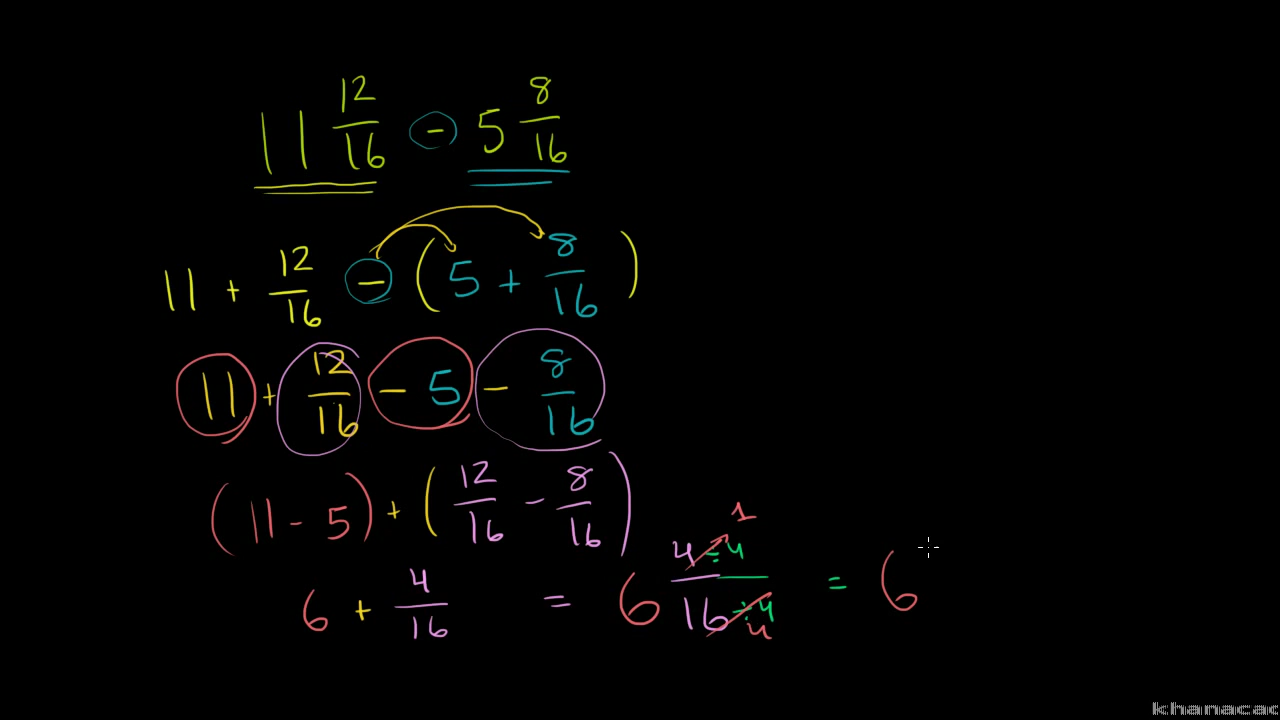 11 12/16 - 5 8/16
11 + 12/16 - (5 + 8/16)
11 + 12/16 - 5 - 8/16
(11 - 5) + (12/16 - 8/16)
6 + 4/16 = 6 4÷4/16÷4 = 6
1
4
khanacac